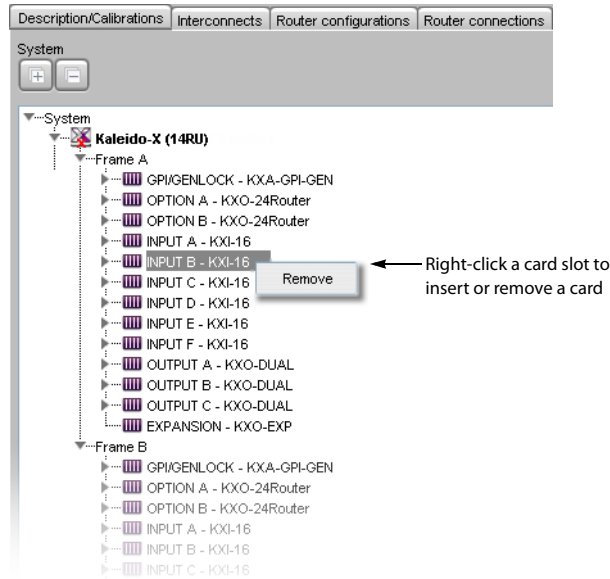 Description/Calibrations Interconnects Router configurations Router connections
System
System
Kaleido-X (14RU)
Frame A
GPI/GENLOCK - KXA-GPI-GEN
OPTION A - KXO-24Router
OPTION B - KXO-24Router
INPUT A - KXI-16
INPUT B - KXI-16
INPUT C - KXI-16
Remove
Right-click a card slot to
insert or remove a card
INPUT D - KXI-16
INPUT E - KXI-16
INPUT F - KXI-16
OUTPUT A - KXO-DUAL
OUTPUT B - KXO-DUAL
OUTPUT C - KXO-DUAL
EXPANSION - KXO-EXP
Frame B
GPI/GENLOCK - KXA-GPI-GEN
OPTION A - KXO-24Router
OPTION B - KXO-24Router
INPUT A - KXI-16
INPUT B - KXI-16
INPUT C - KXI-16